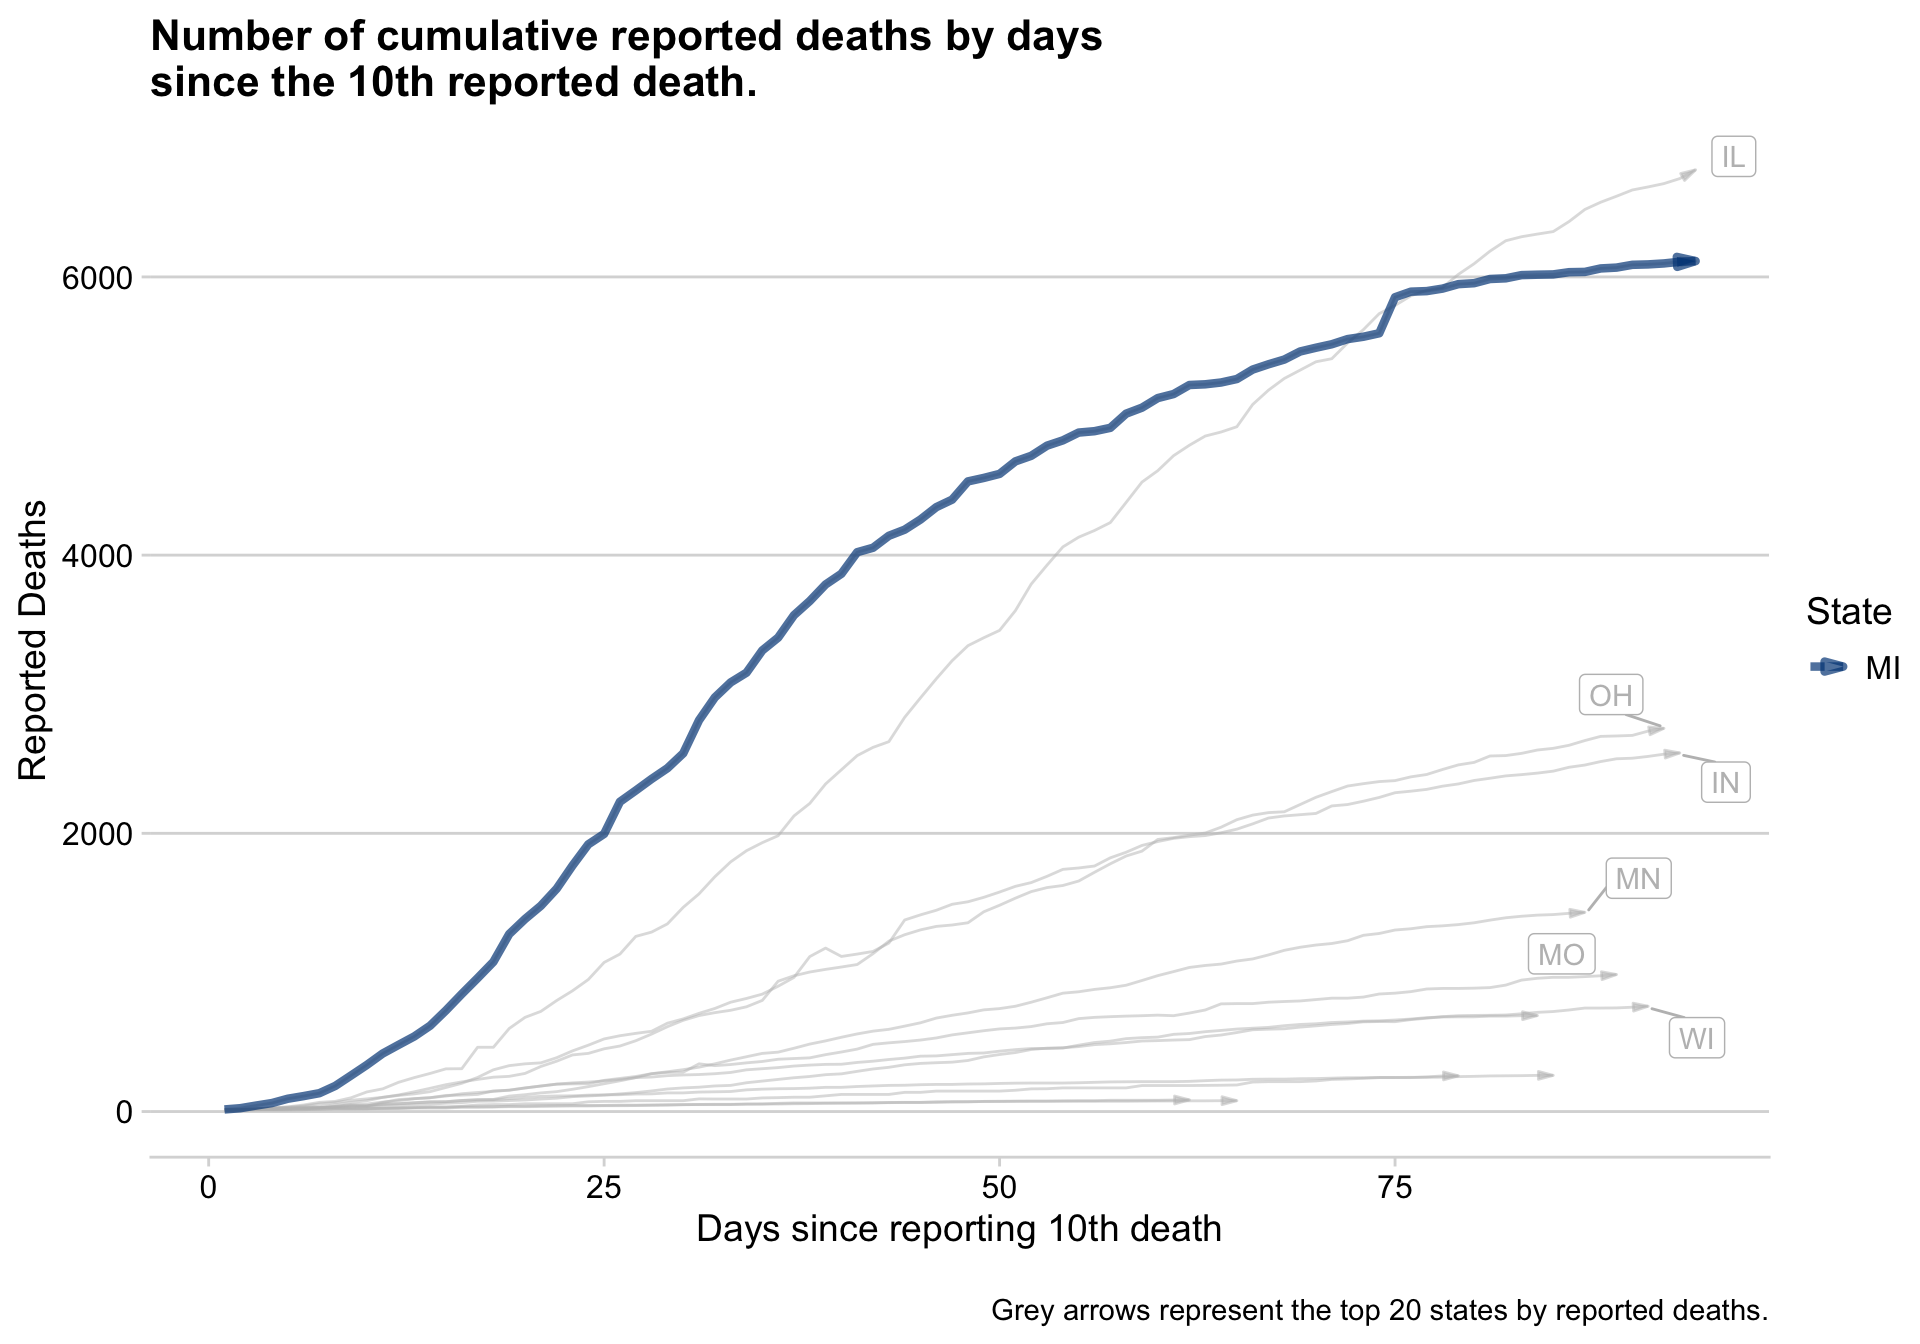 Number of cumulative reported deaths by days
since the 10th reported death.
IL
6000
4000
2000
0
Reported Deaths
State
MI
OH
IN
MN
MO
WI
0
25
50
75
Days since reporting 10th death
Grey arrows represent the top 20 states by reported deaths.